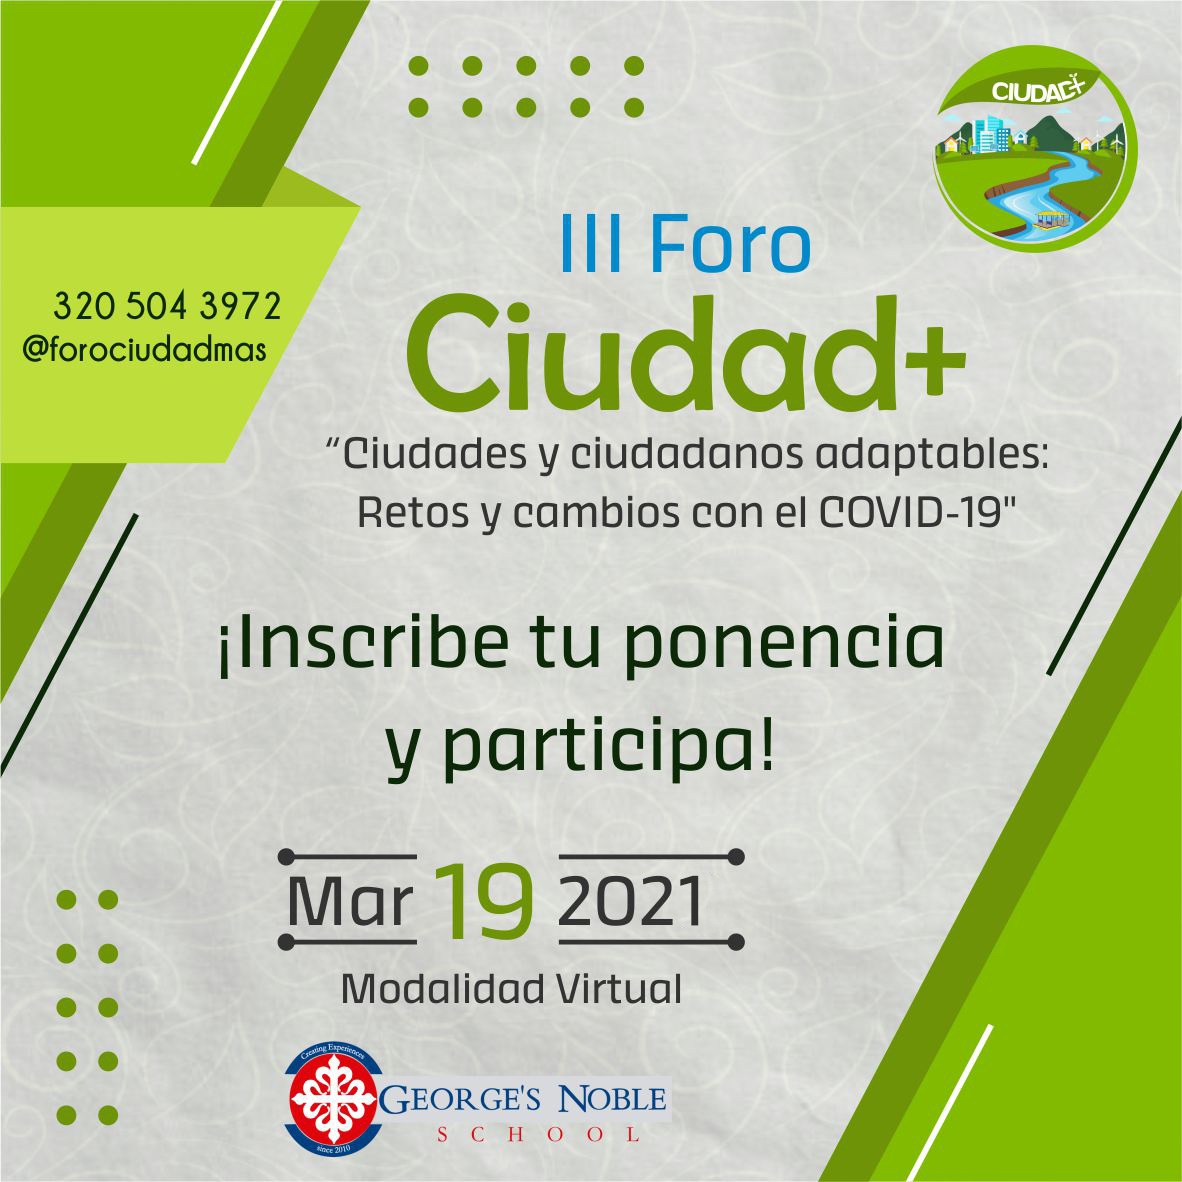 CIUDAD+
III Foro
Ciudad+
320 504 3972
@forociudadmas
“Ciudades y ciudadanos adaptables:
Retos y cambios con el COVID-19"
¡Inscribe tu ponencia
y participa!
Mar 19 2021
Modalidad Virtual
Creating Experiences
GEORGE'S NOBLE
SCHOOL
since 2010